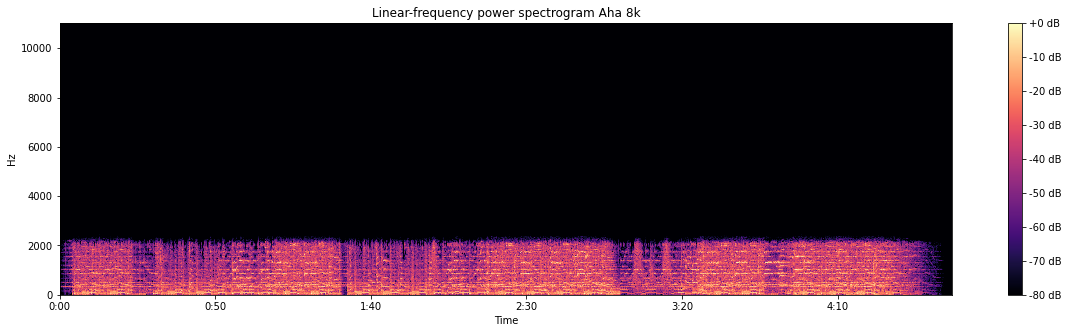 Linear-frequency power spectrogram Aha 8k
10000
8000
6000
4000
2000
0
Hz
0:00 0:50 1:40 2:30 3:20 4:10
Time
+0 dB
-10 dB
-20 dB
-30 dB
-40 dB
-50 dB
-60 dB
-70 dB
-80 dB